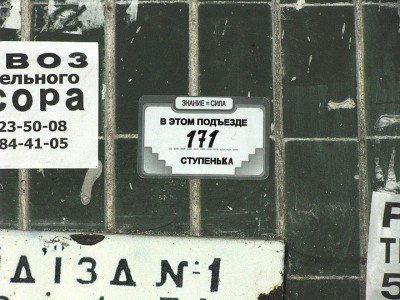 ВОЗ
ельного
сора
23-50-08
84-41-05
ЗНАНИЕ = СИЛА
В ЭТОМ ПОДЪЕЗДЕ
171
СТУПЕНЬКА
ДІЗД №1